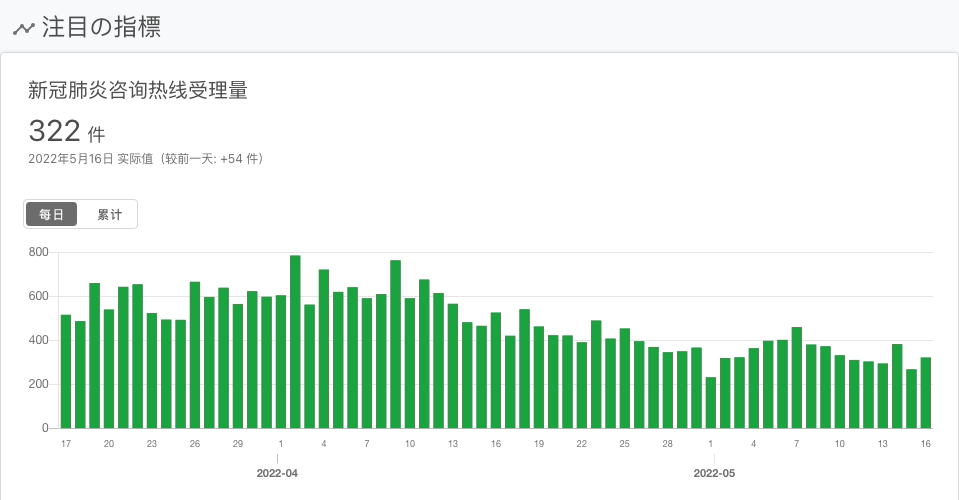 注目の指標
新冠肺炎咨询热线受理量
322 件
2022年5月16日 实际值（较前一天: +54 件）
每日 累计
800
600
400
200
0
17 20 23 26 29 1 4 7 10 13 16 19 22 25 28 1 4 7 10 13 16
2022-04 2022-05